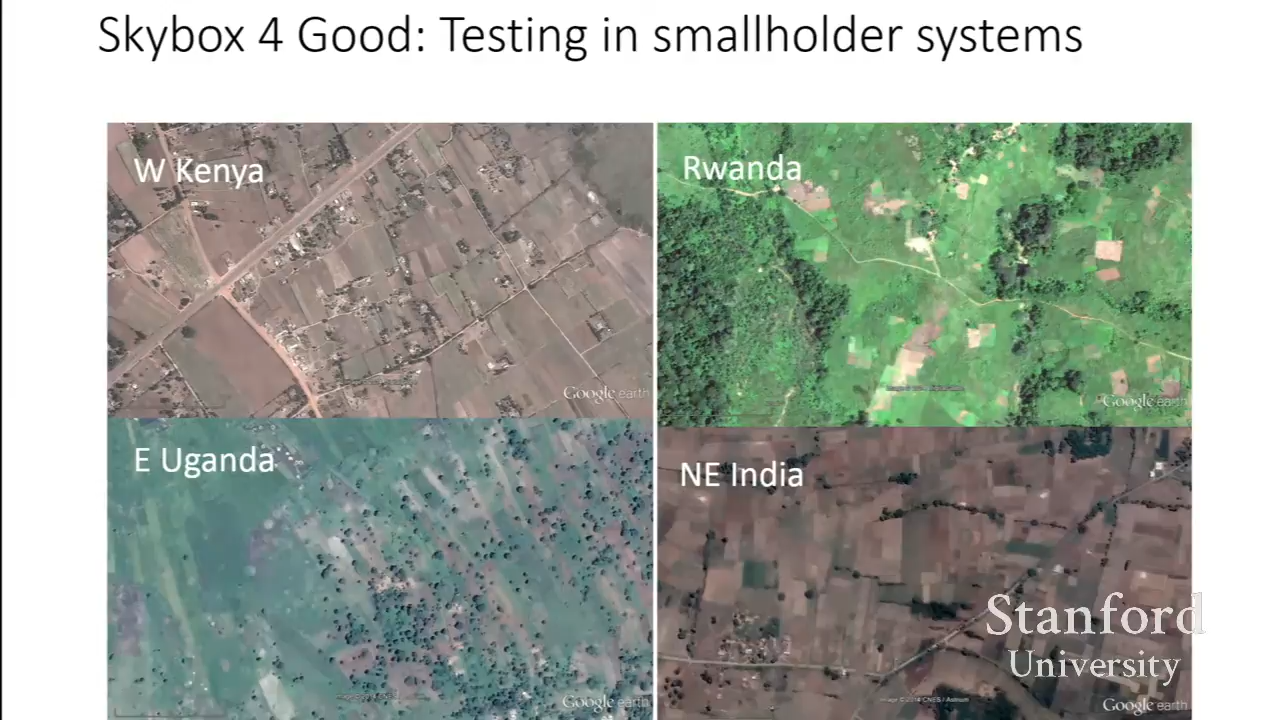 Skybox 4 Good: Testing in smallholder systems
W Kenya
Rwanda
Google earth
Google earth
E Uganda
NE India
Stanford
University
Google earth
Google earth